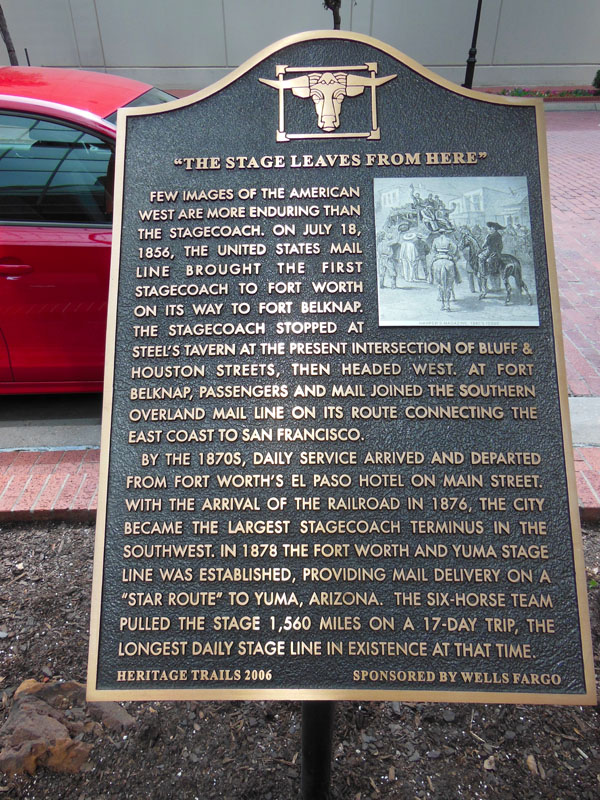 "THE STAGE LEAVES FROM HERE"
FEW IMAGES OF THE AMERICAN
WEST ARE MORE ENDURING THAN
THE STAGECOACH. ON JULY 18,
1856, THE UNITED STATES MAIL
LINE BROUGHT THE FIRST
STAGECOACH TO FORT WORTH
ON ITS WAY TO FORT BELKNAP.
THE STAGECOACH STOPPED AT
STEEL'S TAVERN AT THE PRESENT INTERSECTION OF BLUFF &
HOUSTON STREETS, THEN HEADED WEST. AT FORT
BELKNAP, PASSENGERS AND MAIL JOINED THE SOUTHERN
OVERLAND MAIL LINE ON ITS ROUTE CONNECTING THE
EAST COAST TO SAN FRANCISCO.
BY THE 1870S, DAILY SERVICE ARRIVED AND DEPARTED
FROM FORT WORTH'S EL PASO HOTEL ON MAIN STREET.
WITH THE ARRIVAL OF THE RAILROAD IN 1876, THE CITY
BECAME THE LARGEST STAGECOACH TERMINUS IN THE
SOUTHWEST. IN 1878 THE FORT WORTH AND YUMA STAGE
LINE WAS ESTABLISHED, PROVIDING MAIL DELIVERY ON A
"STAR ROUTE" TO YUMA, ARIZONA. THE SIX-HORSE TEAM
PULLED THE STAGE 1,560 MILES ON A 17-DAY TRIP, THE
LONGEST DAILY STAGE LINE IN EXISTENCE AT THAT TIME.
HERITAGE TRAILS 2006 SPONSORED BY WELLS FARGO